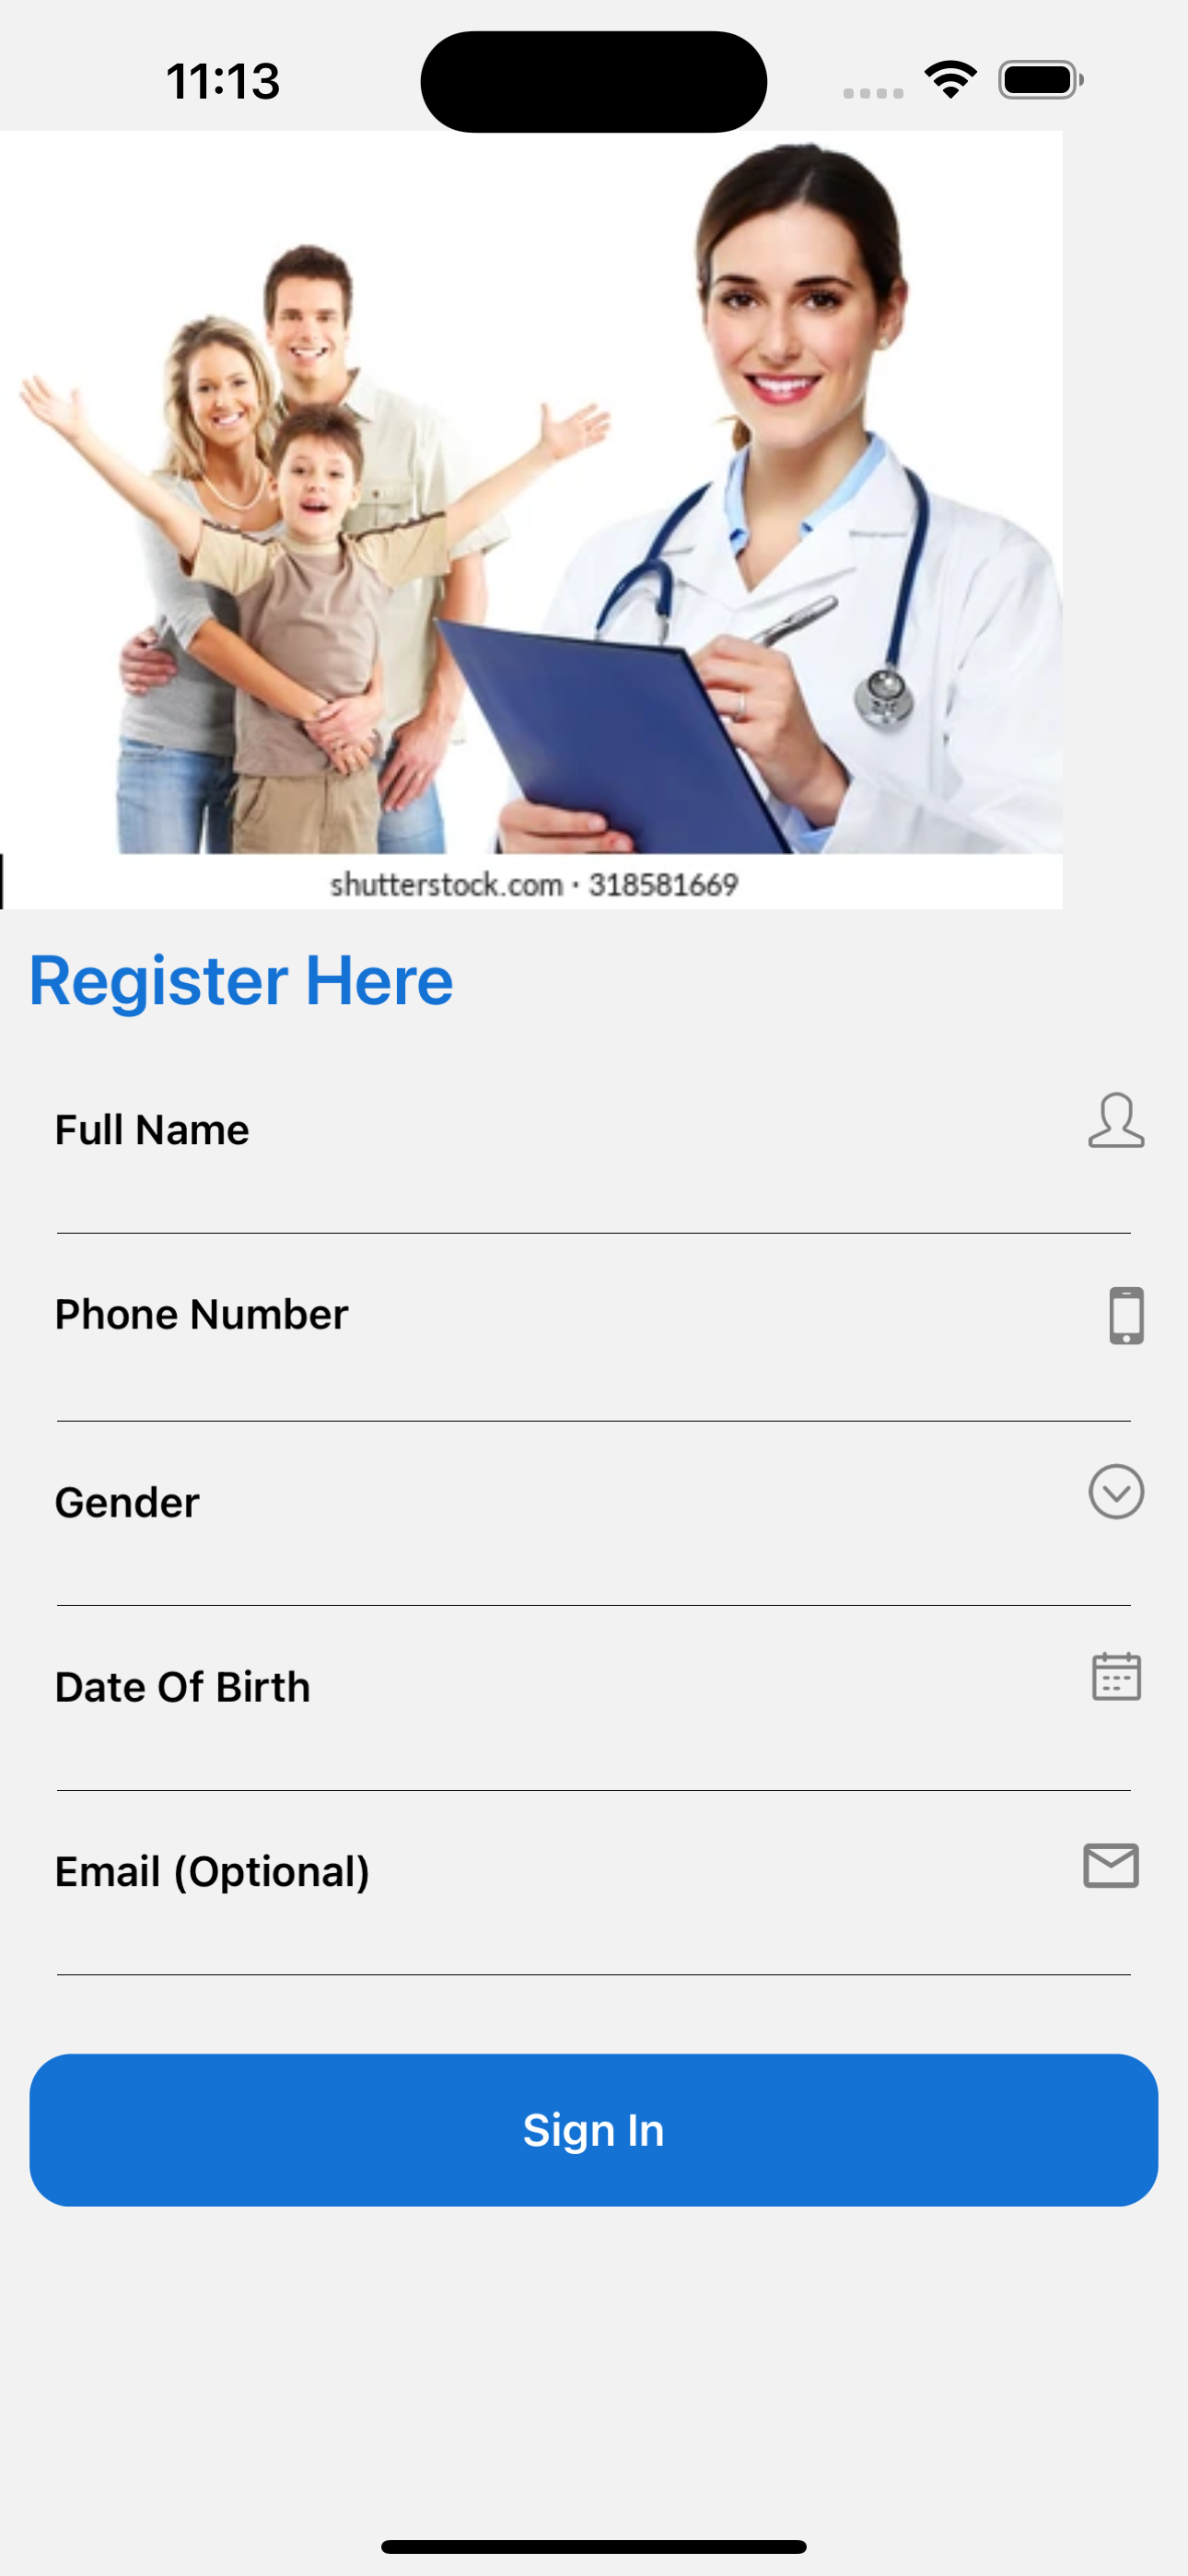 11:13
shutterstock.com · 318581669
Register Here
Full Name
Phone Number
Gender
Date Of Birth
Email (Optional)
Sign In